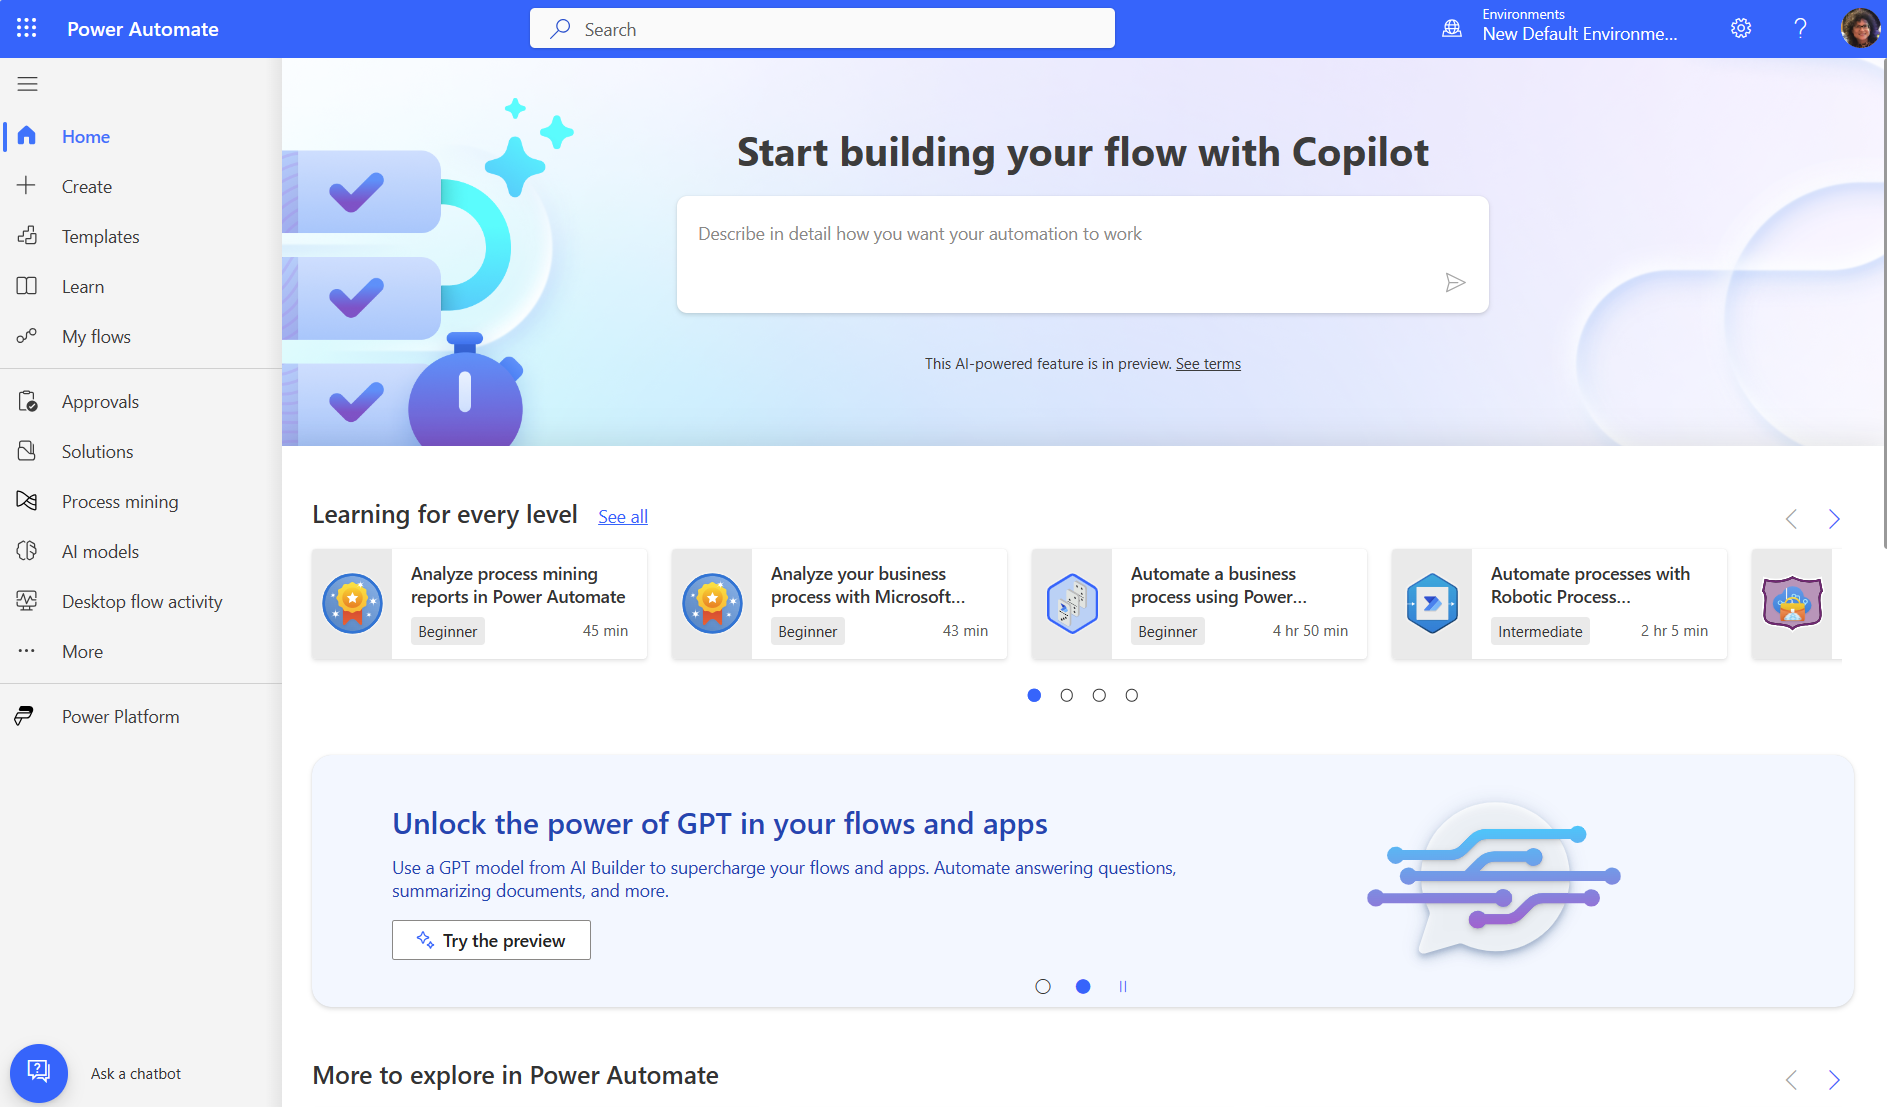 Power Automate
Search
Environments
New Default Environme...
Home
Create
Templates
Learn
My flows
Approvals
Solutions
Process mining
AI models
Desktop flow activity
More
Power Platform
Ask a chatbot
Start building your flow with Copilot
Describe in detail how you want your automation to work
This AI-powered feature is in preview. See terms
Learning for every level See all
Analyze process mining
reports in Power Automate
Beginner 45 min
Analyze your business
process with Microsoft...
Beginner 43 min
Automate a business
process using Power...
Beginner 4 hr 50 min
Automate processes with
Robotic Process...
Intermediate 2 hr 5 min
Unlock the power of GPT in your flows and apps
Use a GPT model from AI Builder to supercharge your flows and apps. Automate answering questions,
summarizing documents, and more.
Try the preview
More to explore in Power Automate